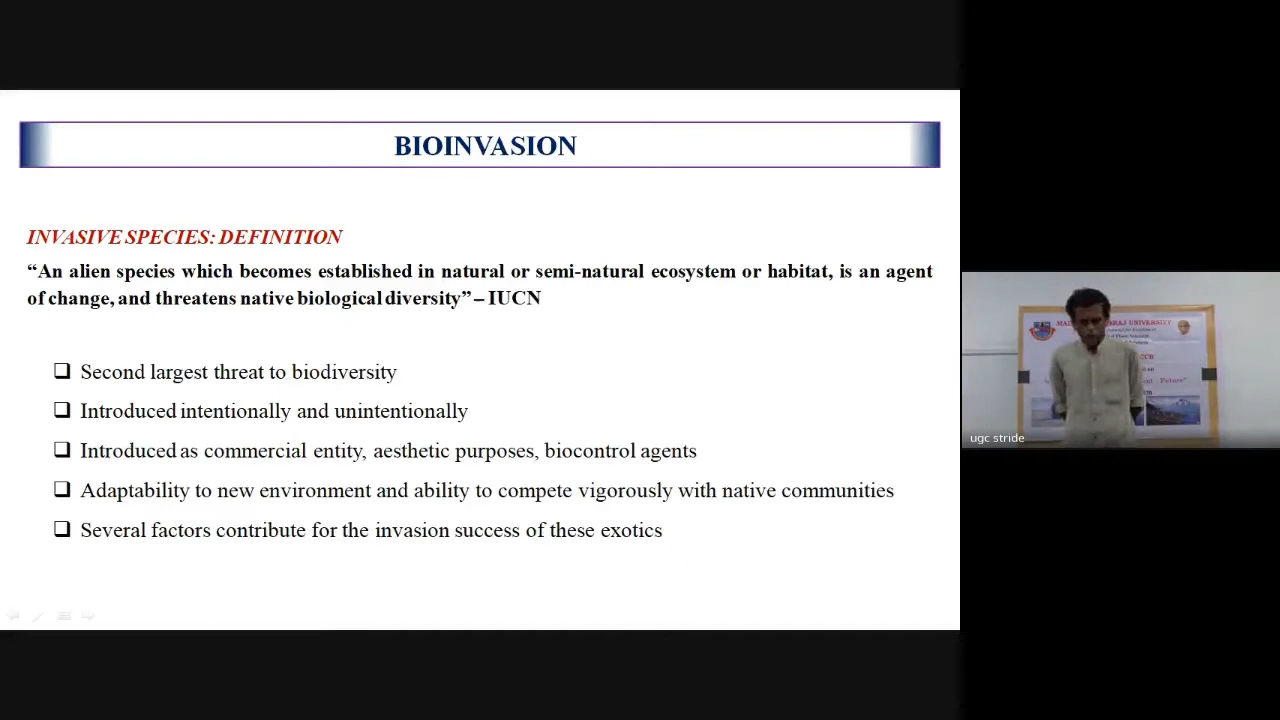 BIOINVASION
INVASIVE SPECIES: DEFINITION
“An alien species which becomes established in natural or semi-natural ecosystem or habitat, is an agent
of change, and threatens native biological diversity” – IUCN
Second largest threat to biodiversity
Introduced intentionally and unintentionally
Introduced as commercial entity, aesthetic purposes, biocontrol agents
Adaptability to new environment and ability to compete vigorously with native communities
Several factors contribute for the invasion success of these exotics
UNIVERSITY
ugc stride